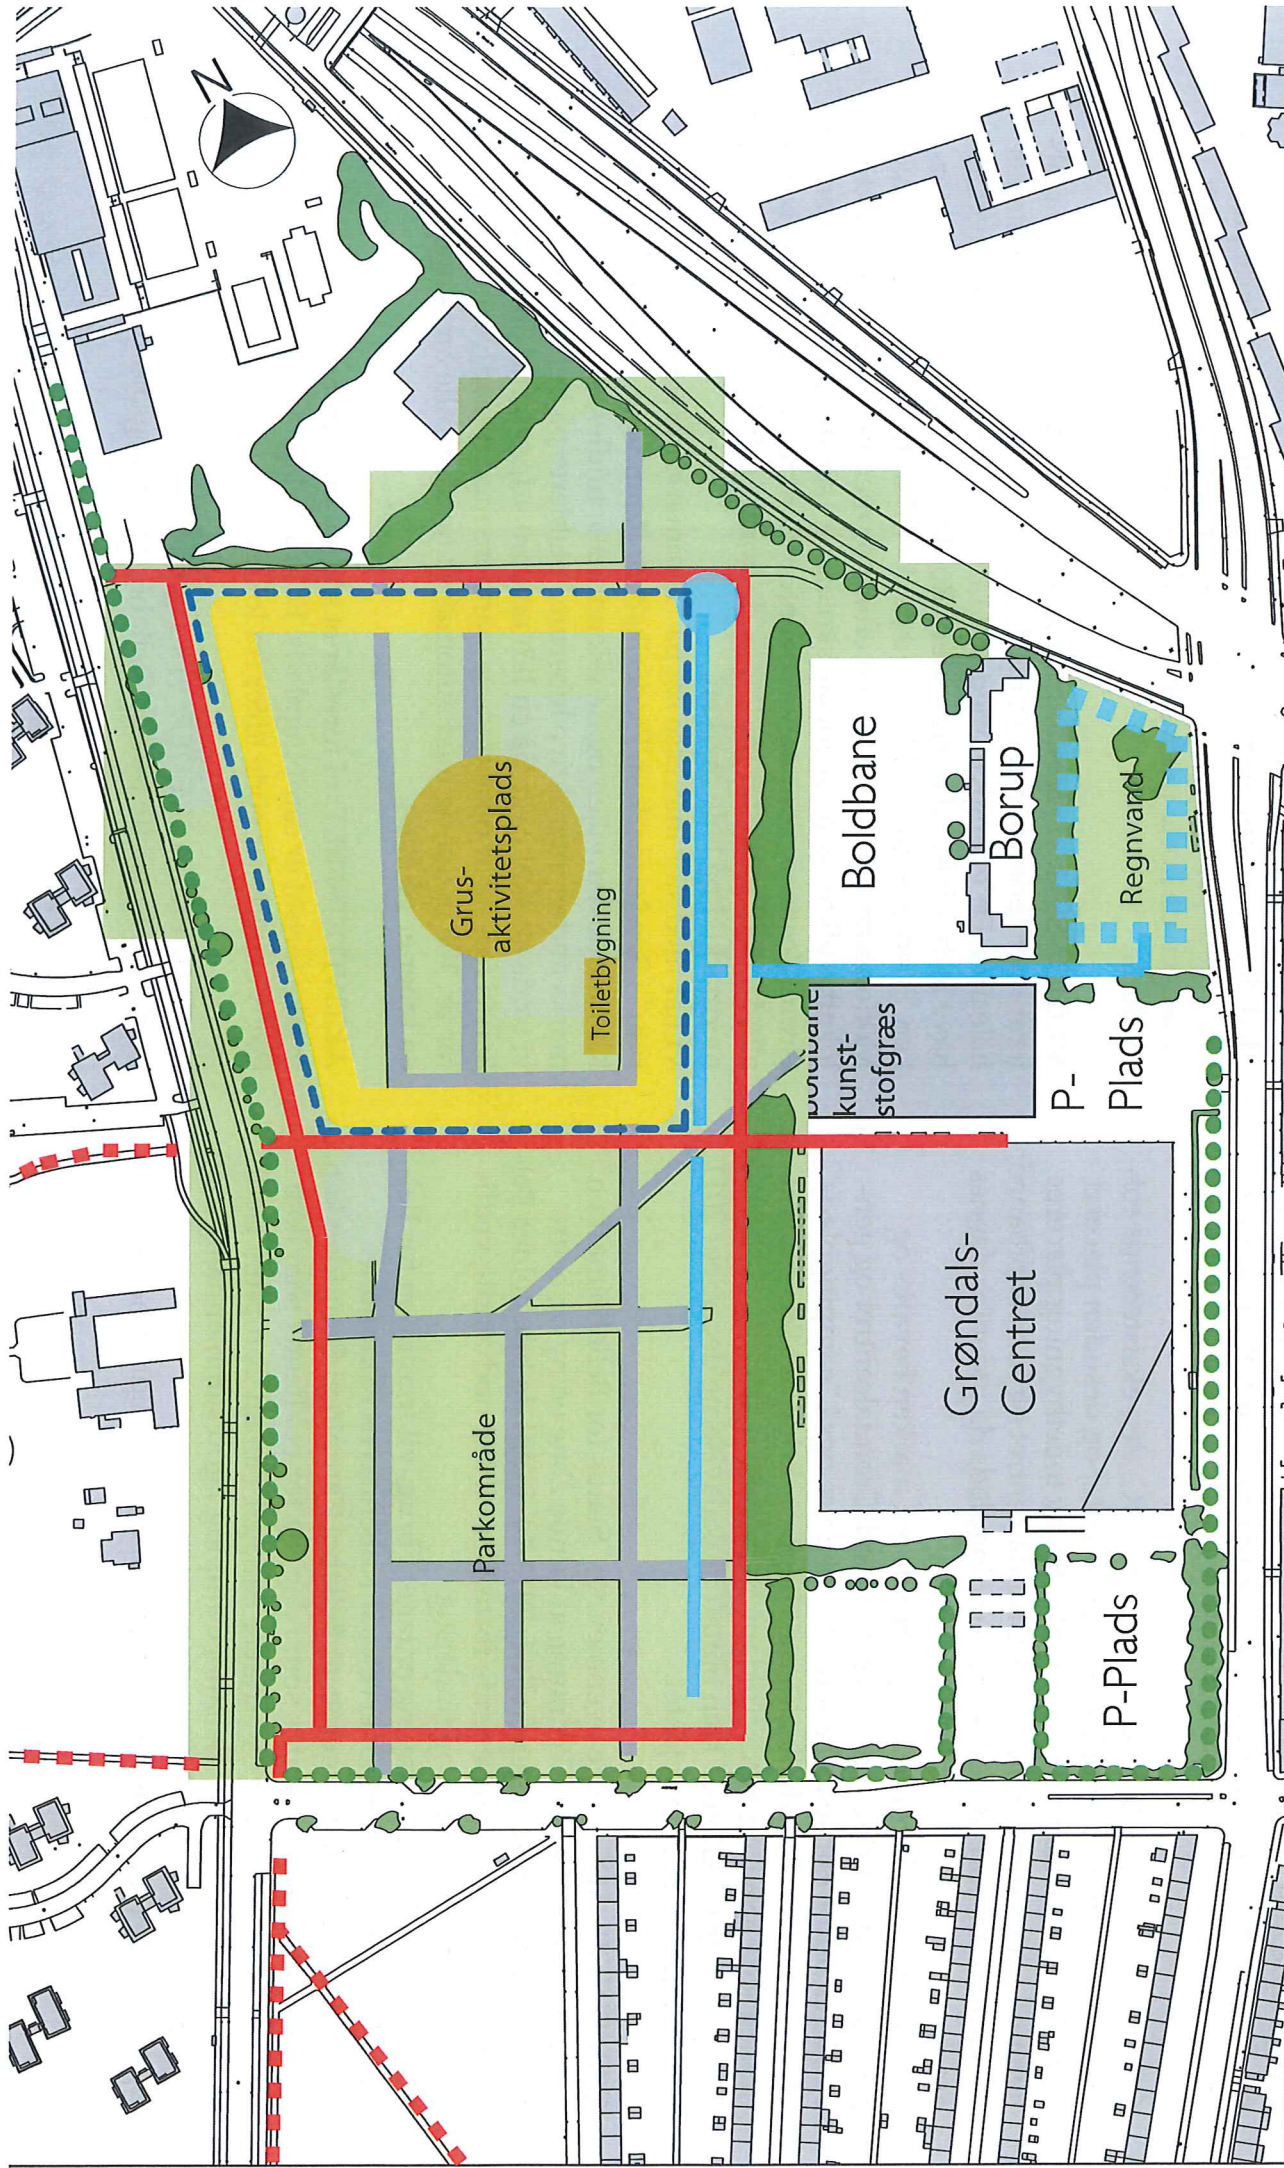 N
Grus-
aktivitetsplads
Toiletbygning
Parkområde
Boldbane
Borup
Regnvand
boldbane
kunst-
stofgræs
P-
Plads
Grøndals-
Centret
P-Plads